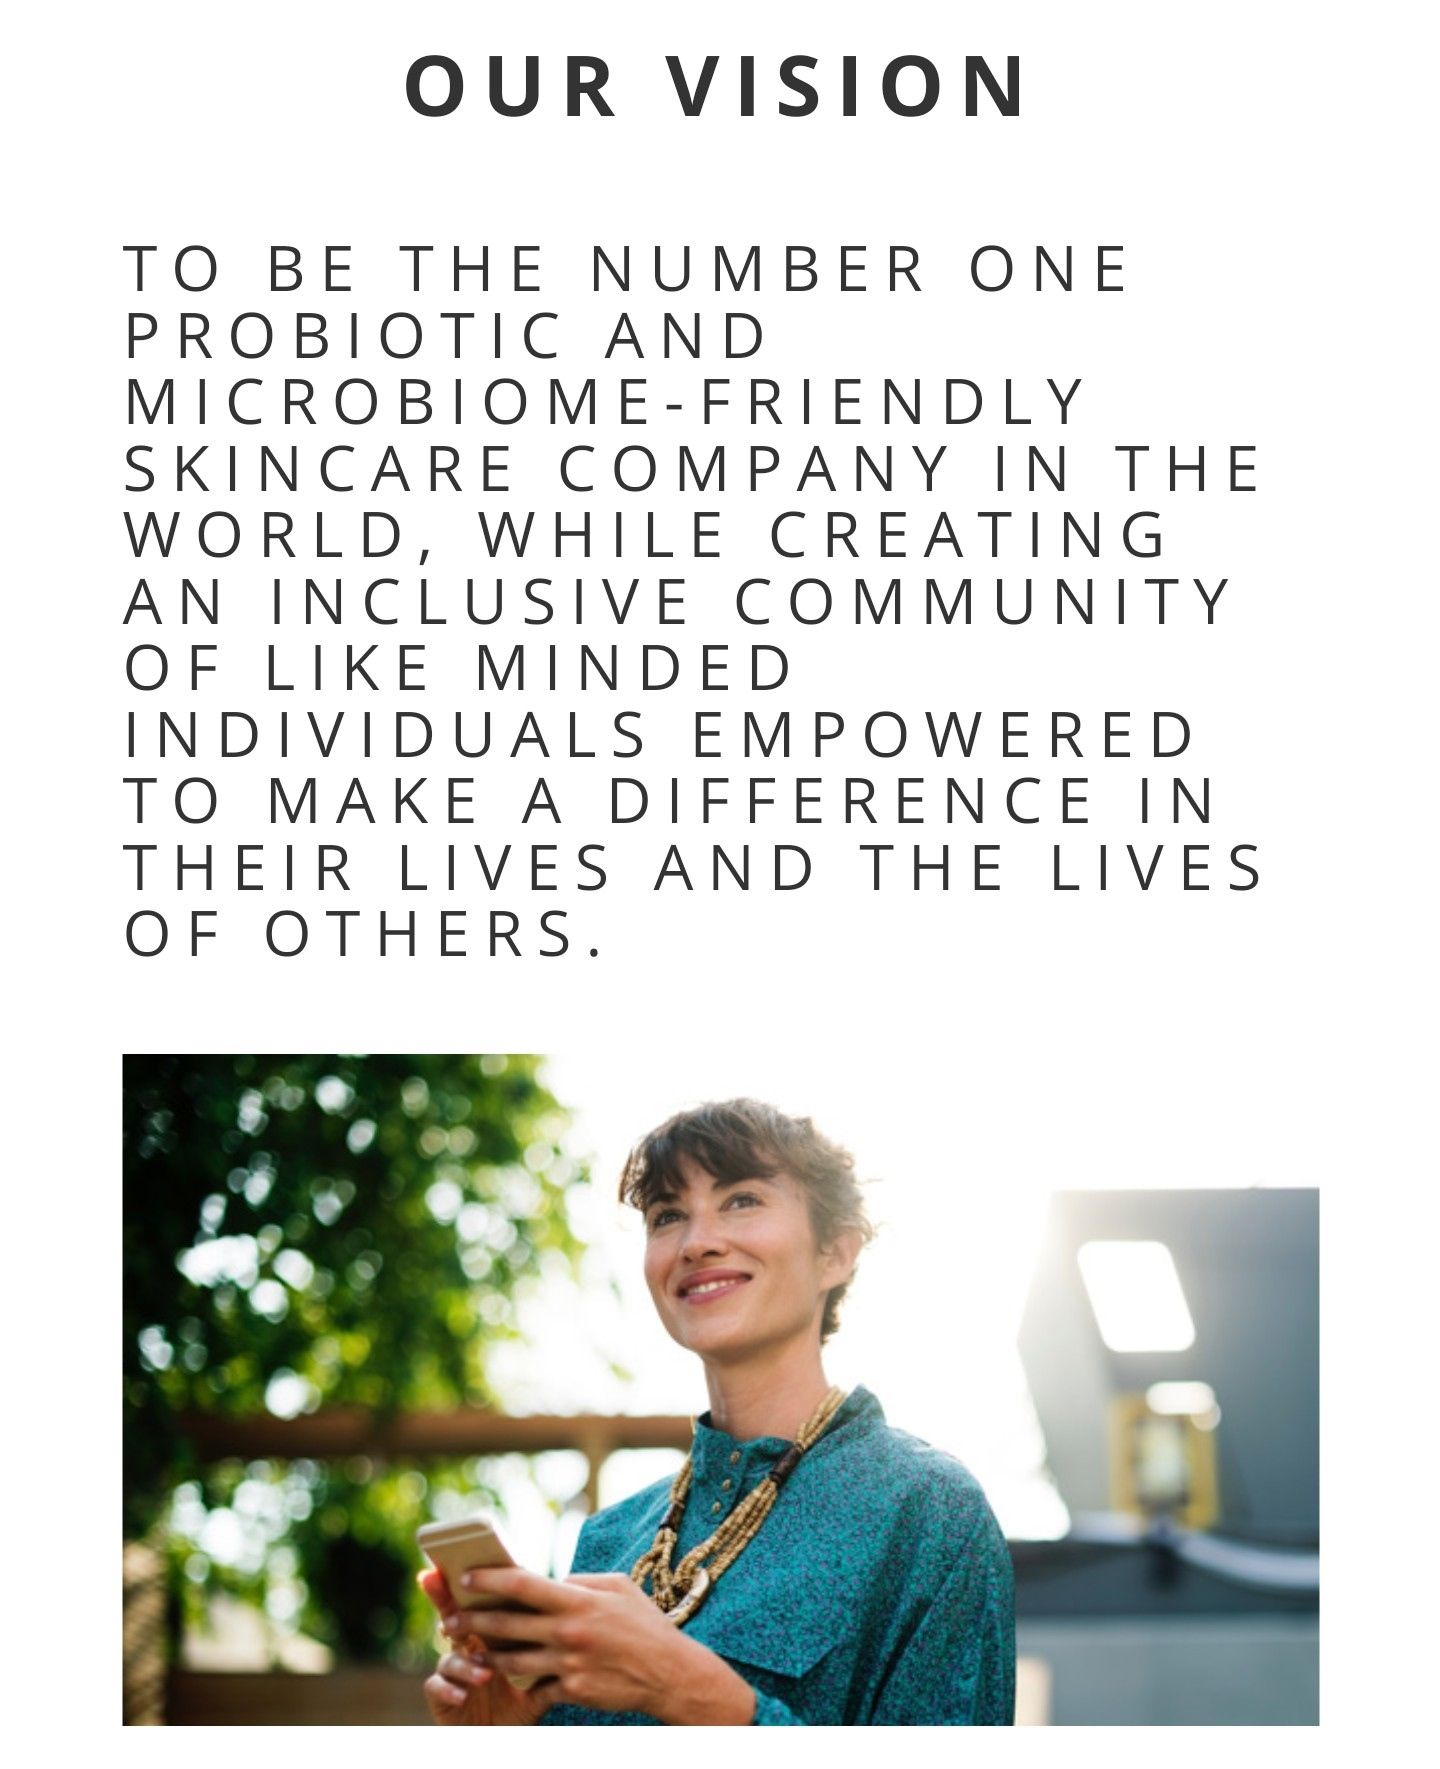 OUR VISION
TO BE THE NUMBER ONE
PROBIOTIC AND
MICROBIOME-FRIENDLY
SKINCARE COMPANY IN THE
WORLD, WHILE CREATING
AN INCLUSIVE COMMUNITY
OF LIKE MINDED
INDIVIDUALS EMPOWERED
TO MAKE A DIFFERENCE IN
THEIR LIVES AND THE LIVES
OF OTHERS.